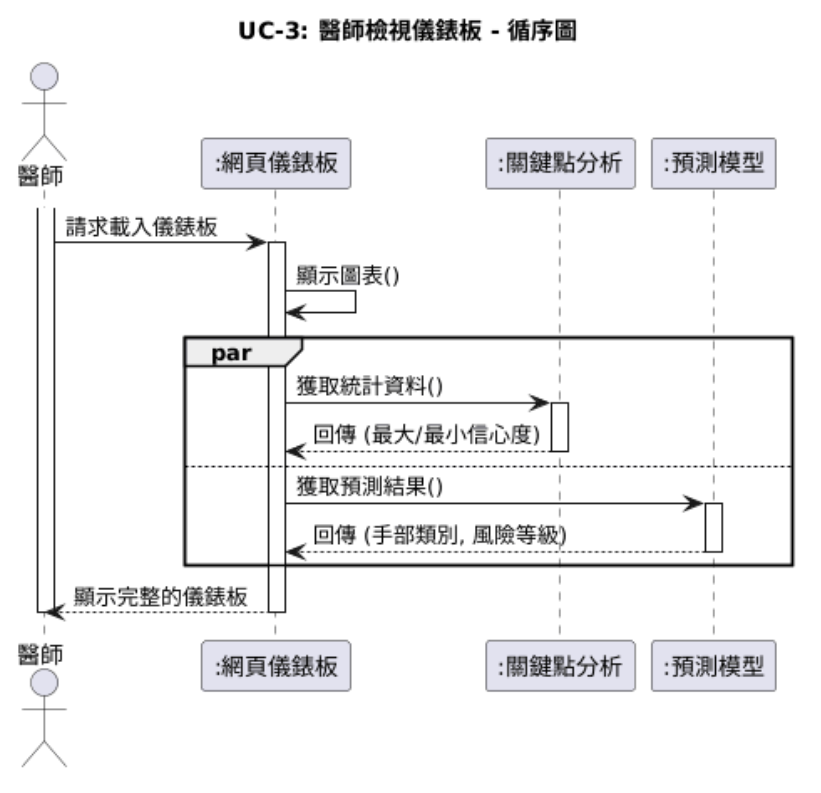 UC-3: 醫師檢視儀錶板 - 循序圖
醫師
:網頁儀錶板
:關鍵點分析
:預測模型
請求載入儀錶板
顯示圖表()
par
獲取統計資料()
回傳 (最大/最小信心度)
獲取預測結果()
回傳 (手部類別, 風險等級)
顯示完整的儀錶板
醫師
:網頁儀錶板
:關鍵點分析
:預測模型